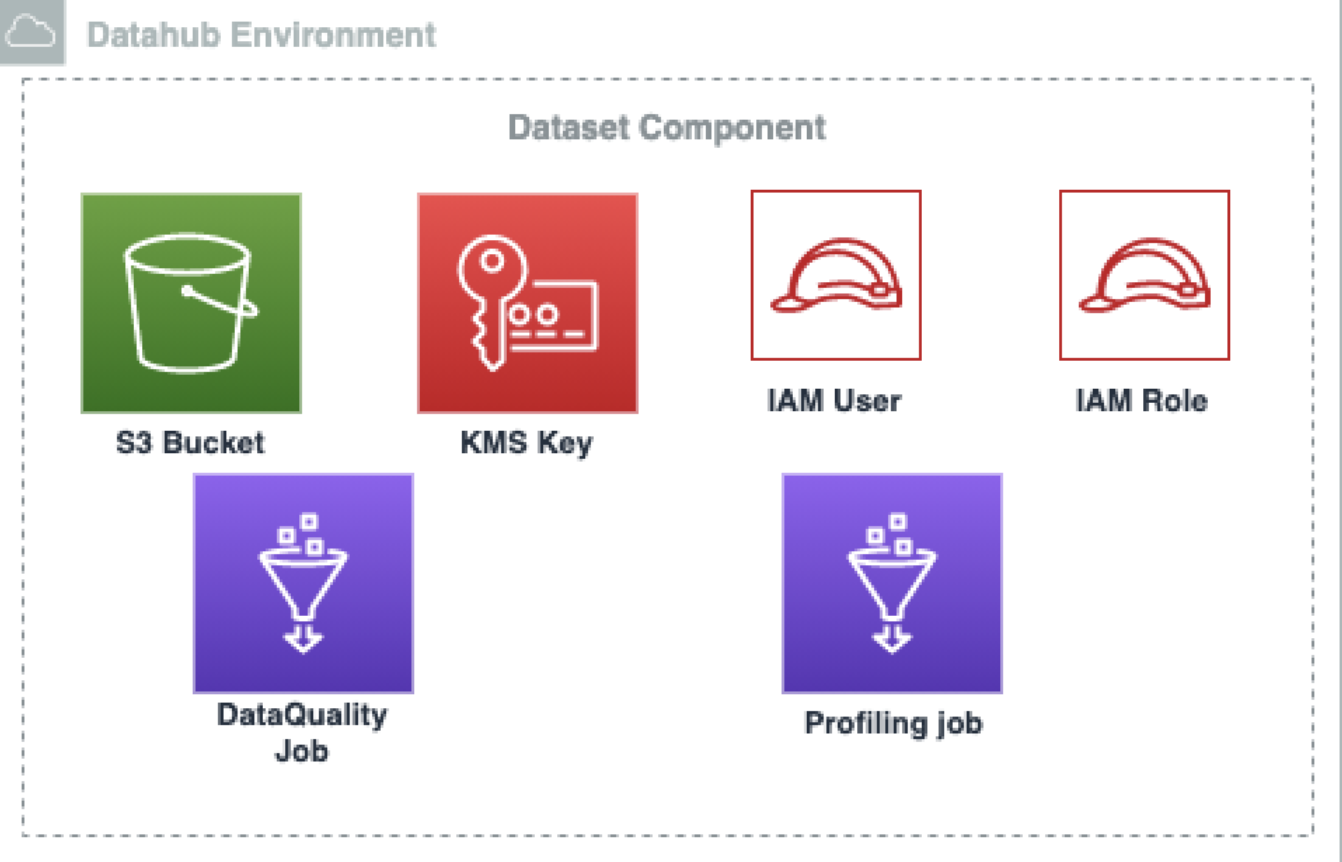 Datahub Environment
Dataset Component
IAM User
IAM Role
S3 Bucket
KMS Key
DataQuality
Job
Profiling job